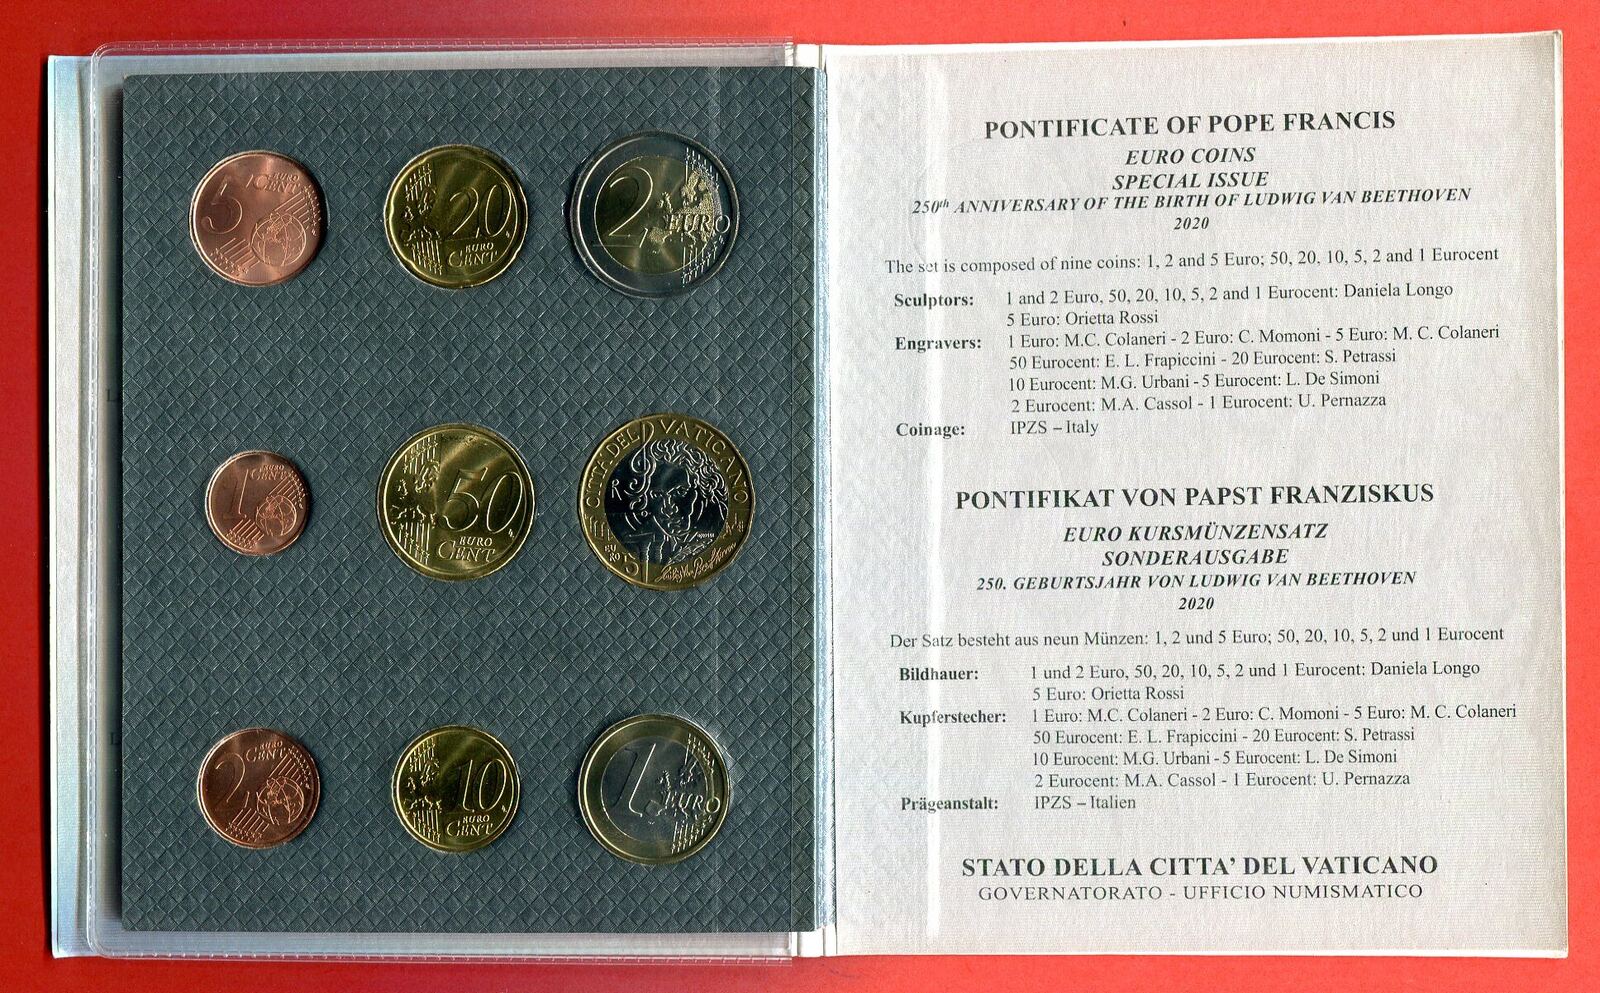 5 EURO CENT
20 EURO CENT
2 EURO
1 EURO CENT
50 EURO CENT
CITTÀ DEL VATICANO
R
5 EURO
2 EURO CENT
10 EURO CENT
1 EURO
PONTIFICATE OF POPE FRANCIS
EURO COINS
SPECIAL ISSUE
250th ANNIVERSARY OF THE BIRTH OF LUDWIG VAN BEETHOVEN
2020
The set is composed of nine coins: 1, 2 and 5 Euro; 50, 20, 10, 5, 2 and 1 Eurocent
Sculptors: 1 and 2 Euro, 50, 20, 10, 5, 2 and 1 Eurocent: Daniela Longo
5 Euro: Orietta Rossi
Engravers: 1 Euro: M.C. Colaneri - 2 Euro: C. Momoni - 5 Euro: M. C. Colaneri
50 Eurocent: E. L. Frapiccini - 20 Eurocent: S. Petrassi
10 Eurocent: M.G. Urbani - 5 Eurocent: L. De Simoni
2 Eurocent: M.A. Cassol - 1 Eurocent: U. Pernazza
Coinage: IPZS – Italy
PONTIFIKAT VON PAPST FRANZISKUS
EURO KURSMÜNZENSATZ
SONDERAUSGABE
250. GEBURTSJAHR VON LUDWIG VAN BEETHOVEN
2020
Der Satz besteht aus neun Münzen: 1, 2 und 5 Euro; 50, 20, 10, 5, 2 und 1 Eurocent
Bildhauer: 1 und 2 Euro, 50, 20, 10, 5, 2 und 1 Eurocent: Daniela Longo
5 Euro: Orietta Rossi
Kupferstecher: 1 Euro: M.C. Colaneri - 2 Euro: C. Momoni - 5 Euro: M. C. Colaneri
50 Eurocent: E. L. Frapiccini - 20 Eurocent: S. Petrassi
10 Eurocent: M.G. Urbani - 5 Eurocent: L. De Simoni
2 Eurocent: M.A. Cassol - 1 Eurocent: U. Pernazza
Prägeanstalt: IPZS – Italien
STATO DELLA CITTA' DEL VATICANO
GOVERNATORATO - UFFICIO NUMISMATICO